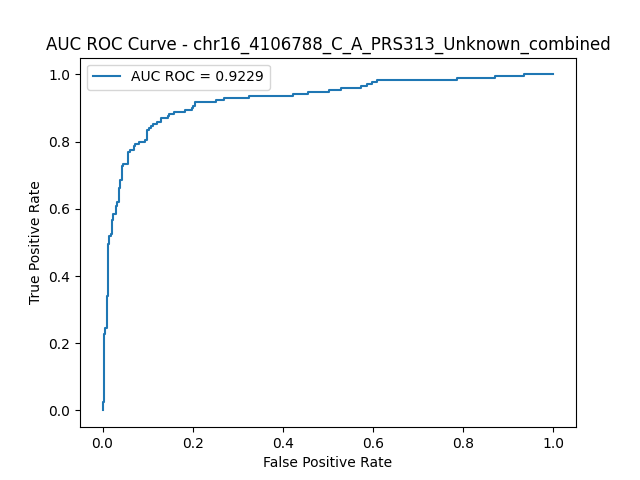 AUC ROC Curve - chr16_4106788_C_A_PRS313_Unknown_combined
AUC ROC = 0.9229
True Positive Rate
1.0
0.8
0.6
0.4
0.2
0.0
0.0 0.2 0.4 0.6 0.8 1.0
False Positive Rate